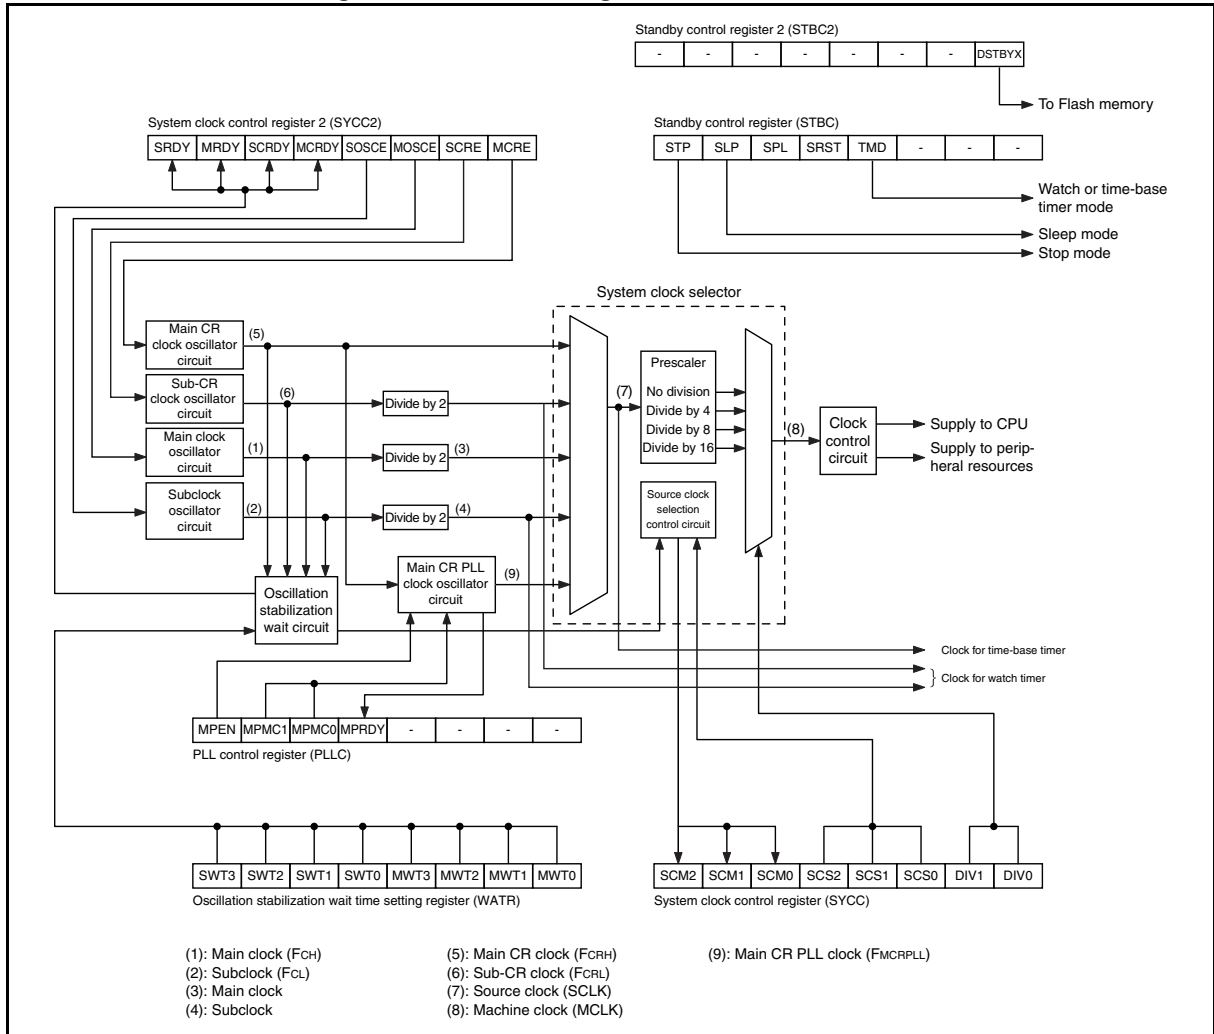 Standby control register 2 (STBC2)
- - - - - - - DSTBYX
To Flash memory
System clock control register 2 (SYCC2)
SRDY MRDY SCRDY MCRDY SOSCE MOSCE SCRE MCRE
Standby control register (STBC)
STP SLP SPL SRST TMD - - -
Watch or time-base
timer mode
Sleep mode
Stop mode
System clock selector
Main CR
clock oscillator
circuit
(5)
Sub-CR
clock oscillator
circuit
(6)
Divide by 2
Main clock
oscillator
circuit
(1)
Divide by 2
(3)
Subclock
oscillator
circuit
(2)
Divide by 2
(4)
Oscillation
stabilization
wait circuit
Main CR PLL
clock oscillator
circuit
(9)
(7)
Prescaler
No division
Divide by 4
Divide by 8
Divide by 16
Source clock
selection
control circuit
(8)
Clock
control
circuit
Supply to CPU
Supply to perip-
heral resources
Clock for time-base timer
Clock for watch timer
MPEN MPMC1 MPMC0 MPRDY - - - -
PLL control register (PLLC)
SWT3 SWT2 SWT1 SWT0 MWT3 MWT2 MWT1 MWT0
Oscillation stabilization wait time setting register (WATR)
SCM2 SCM1 SCM0 SCS2 SCS1 SCS0 DIV1 DIV0
System clock control register (SYCC)
(1): Main clock (FCH)
(2): Subclock (FCL)
(3): Main clock
(4): Subclock
(5): Main CR clock (FCRH)
(6): Sub-CR clock (FCRL)
(7): Source clock (SCLK)
(8): Machine clock (MCLK)
(9): Main CR PLL clock (FMCRPLL)